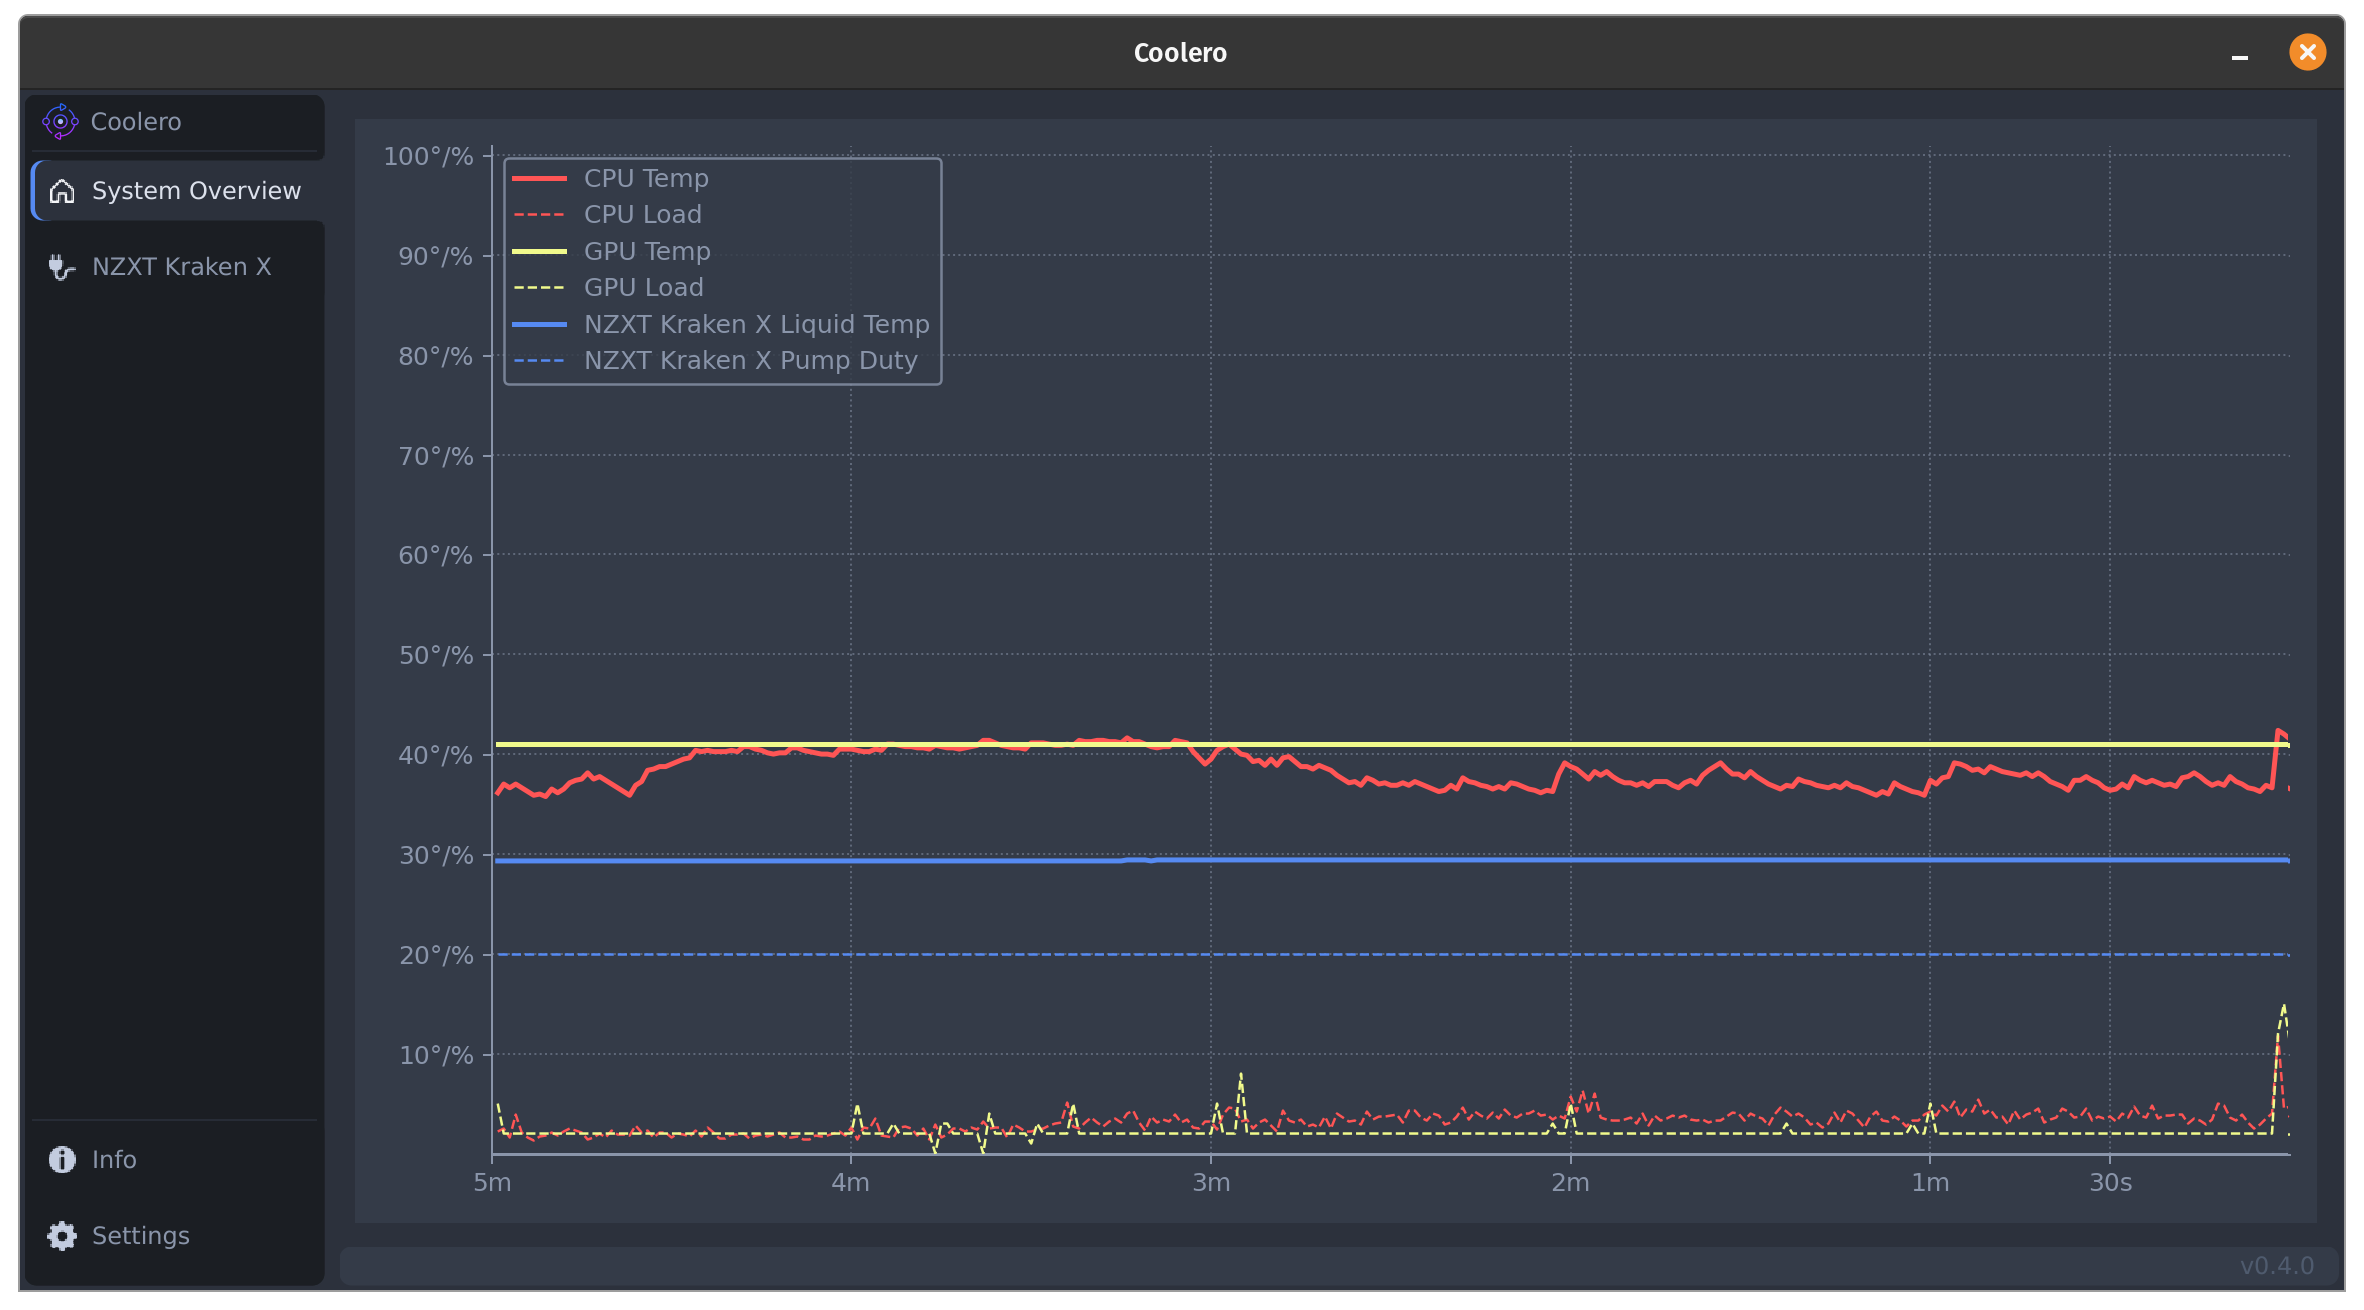 Coolero
Coolero
System Overview
NZXT Kraken X
Info
Settings
100°/%
90°/%
80°/%
70°/%
60°/%
50°/%
40°/%
30°/%
20°/%
10°/%
CPU Temp
CPU Load
GPU Temp
GPU Load
NZXT Kraken X Liquid Temp
NZXT Kraken X Pump Duty
5m 4m 3m 2m 1m 30s
v0.4.0